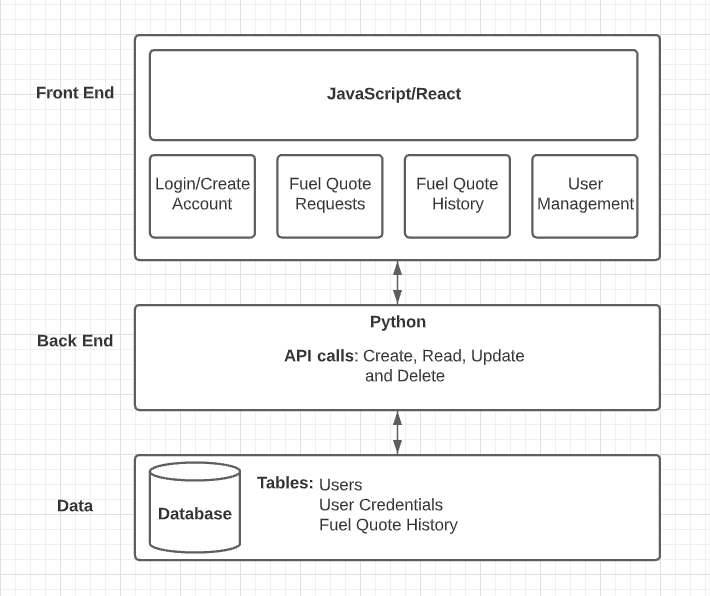 Front End
JavaScript/React
Login/Create
Account
Fuel Quote
Requests
Fuel Quote
History
User
Management
Back End
Python
API calls: Create, Read, Update
and Delete
Data
Database
Tables: Users
User Credentials
Fuel Quote History